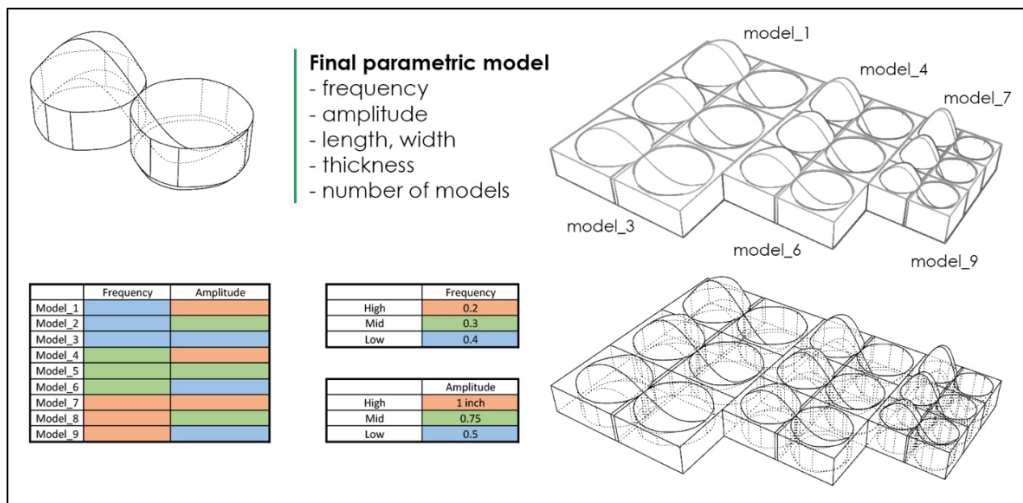 Final parametric model
- frequency
- amplitude
- length, width
- thickness
- number of models
model_1
model_4
model_7
model_3
model_6
model_9
Frequency Amplitude
Model_1
Model_2
Model_3
Model_4
Model_5
Model_6
Model_7
Model_8
Model_9
Frequency
High 0.2
Mid 0.3
Low 0.4
Amplitude
High 1 inch
Mid 0.75
Low 0.5